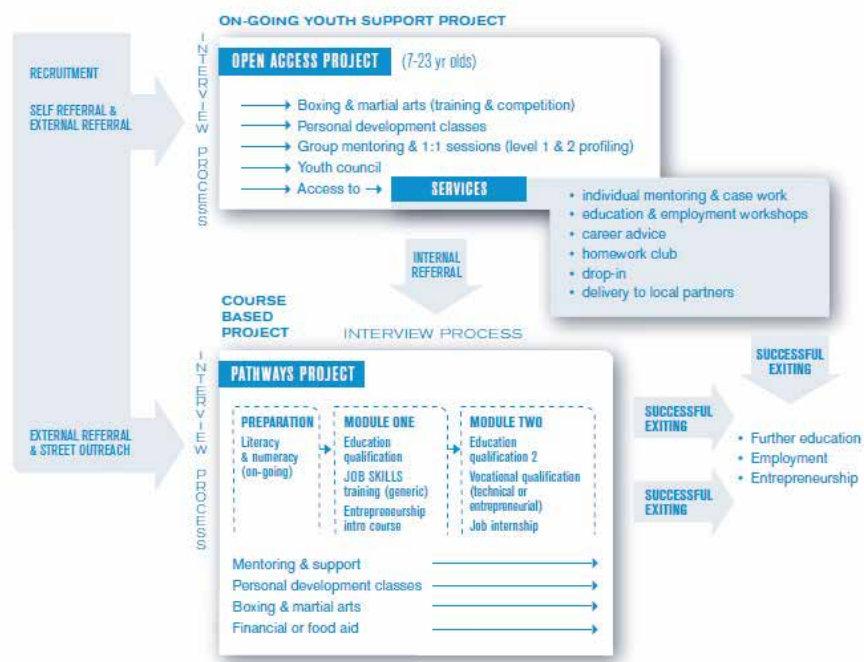 ON-GOING YOUTH SUPPORT PROJECT
RECRUITMENT
SELF REFERRAL &
EXTERNAL REFERRAL
INTERVIEW PROCESS
OPEN ACCESS PROJECT (7-23 yr olds)
Boxing & martial arts (training & competition)
Personal development classes
Group mentoring & 1:1 sessions (level 1 & 2 profiling)
Youth council
Access to
SERVICES
• individual mentoring & case work
• education & employment workshops
• career advice
• homework club
• drop-in
• delivery to local partners
INTERNAL
REFERRAL
COURSE
BASED
PROJECT
INTERVIEW PROCESS
EXTERNAL REFERRAL
& STREET OUTREACH
INTERVIEW PROCESS
PATHWAYS PROJECT
PREPARATION
Literacy
& numeracy
(on-going)
MODULE ONE
Education
qualification
JOB SKILLS
training (generic)
Entrepreneurship
intro course
MODULE TWO
Education
qualification 2
Vocational qualification
(technical or
entrepreneurial)
Job internship
Mentoring & support
Personal development classes
Boxing & martial arts
Financial or food aid
SUCCESSFUL
EXITING
SUCCESSFUL
EXITING
SUCCESSFUL
EXITING
• Further education
• Employment
• Entrepreneurship